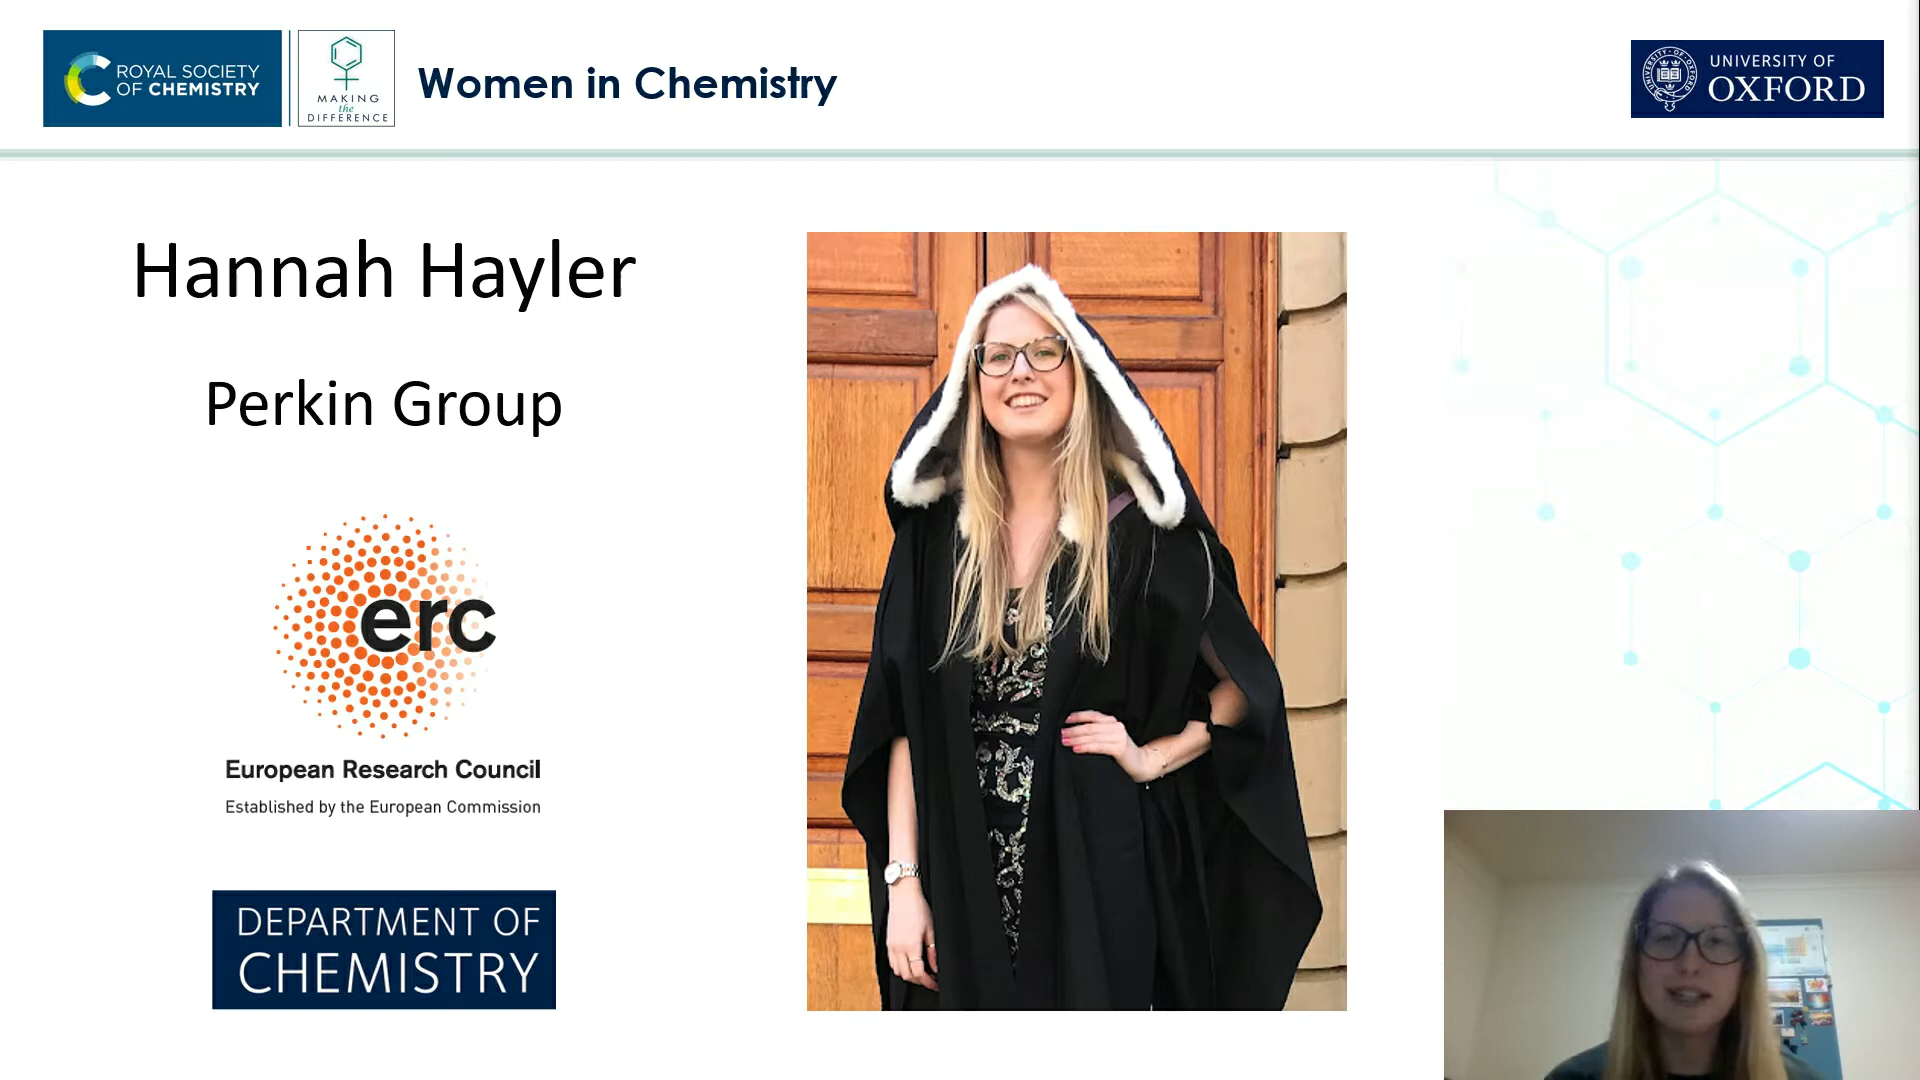 ROYAL SOCIETY
OF CHEMISTRY
MAKING
the
DIFFERENCE
Women in Chemistry
UNIVERSITY OF
OXFORD
Hannah Hayler
Perkin Group
erc
European Research Council
Established by the European Commission
DEPARTMENT OF
CHEMISTRY